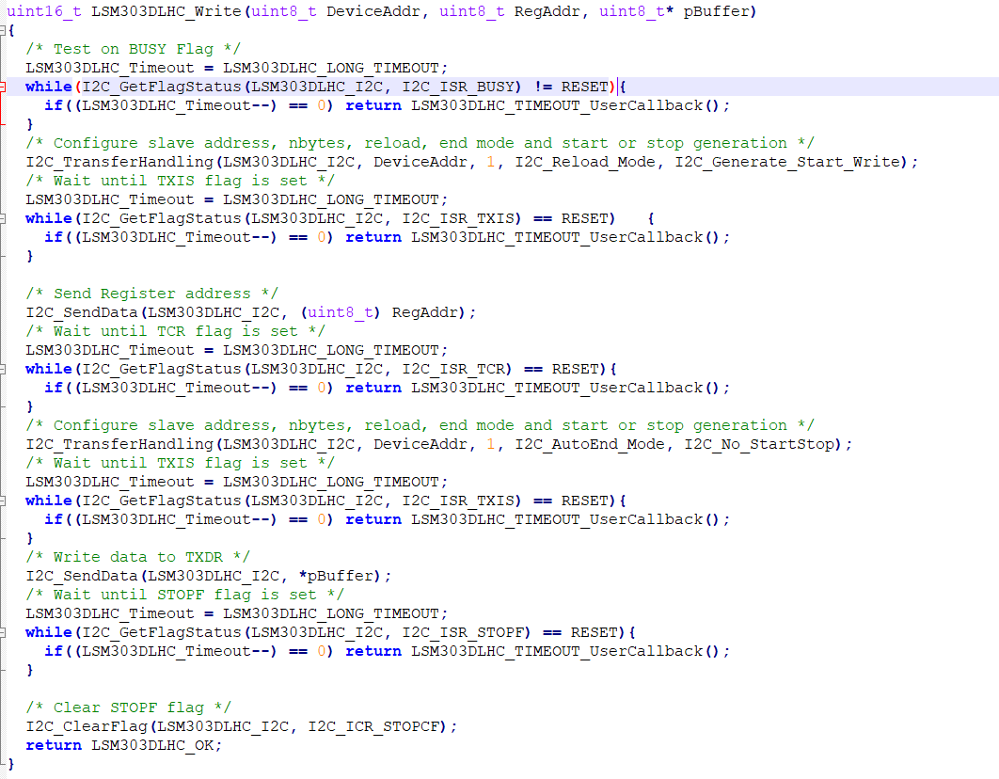 uint16_t LSM303DLHC_Write(uint8_t DeviceAddr, uint8_t RegAddr, uint8_t* pBuffer)
{
  /* Test on BUSY Flag */
  LSM303DLHC_Timeout = LSM303DLHC_LONG_TIMEOUT;
  while(I2C_GetFlagStatus(LSM303DLHC_I2C, I2C_ISR_BUSY) != RESET){
    if((LSM303DLHC_Timeout--) == 0) return LSM303DLHC_TIMEOUT_UserCallback();
  }
  /* Configure slave address, nbytes, reload, end mode and start or stop generation */
  I2C_TransferHandling(LSM303DLHC_I2C, DeviceAddr, 1, I2C_Reload_Mode, I2C_Generate_Start_Write);
  /* Wait until TXIS flag is set */
  LSM303DLHC_Timeout = LSM303DLHC_LONG_TIMEOUT;
  while(I2C_GetFlagStatus(LSM303DLHC_I2C, I2C_ISR_TXIS) == RESET)   {
    if((LSM303DLHC_Timeout--) == 0) return LSM303DLHC_TIMEOUT_UserCallback();
  }
  /* Send Register address */
  I2C_SendData(LSM303DLHC_I2C, (uint8_t) RegAddr);
  /* Wait until TCR flag is set */
  LSM303DLHC_Timeout = LSM303DLHC_LONG_TIMEOUT;
  while(I2C_GetFlagStatus(LSM303DLHC_I2C, I2C_ISR_TCR) == RESET){
    if((LSM303DLHC_Timeout--) == 0) return LSM303DLHC_TIMEOUT_UserCallback();
  }
  /* Configure slave address, nbytes, reload, end mode and start or stop generation */
  I2C_TransferHandling(LSM303DLHC_I2C, DeviceAddr, 1, I2C_AutoEnd_Mode, I2C_No_StartStop);
  /* Wait until TXIS flag is set */
  LSM303DLHC_Timeout = LSM303DLHC_LONG_TIMEOUT;
  while(I2C_GetFlagStatus(LSM303DLHC_I2C, I2C_ISR_TXIS) == RESET){
    if((LSM303DLHC_Timeout--) == 0) return LSM303DLHC_TIMEOUT_UserCallback();
  }
  /* Write data to TXDR */
  I2C_SendData(LSM303DLHC_I2C, *pBuffer);
  /* Wait until STOPF flag is set */
  LSM303DLHC_Timeout = LSM303DLHC_LONG_TIMEOUT;
  while(I2C_GetFlagStatus(LSM303DLHC_I2C, I2C_ISR_STOPF) == RESET){
    if((LSM303DLHC_Timeout--) == 0) return LSM303DLHC_TIMEOUT_UserCallback();
  }
  /* Clear STOPF flag */
  I2C_ClearFlag(LSM303DLHC_I2C, I2C_ICR_STOPCF);
  return LSM303DLHC_OK;
}